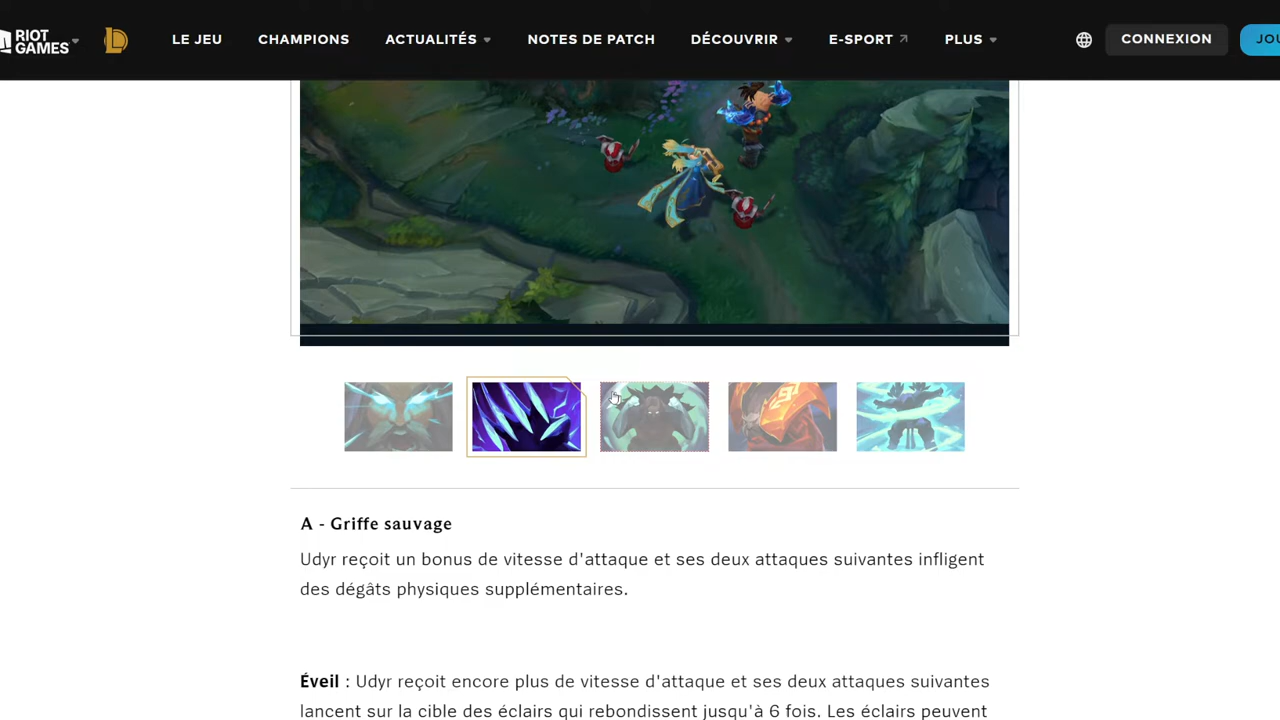 RIOT GAMES LE JEU CHAMPIONS ACTUALITÉS NOTES DE PATCH DÉCOUVRIR E-SPORT PLUS CONNEXION JOU
A - Griffe sauvage
Udyr reçoit un bonus de vitesse d'attaque et ses deux attaques suivantes infligent
des dégâts physiques supplémentaires.
Éveil : Udyr reçoit encore plus de vitesse d'attaque et ses deux attaques suivantes
lancent sur la cible des éclairs qui rebondissent jusqu'à 6 fois. Les éclairs peuvent